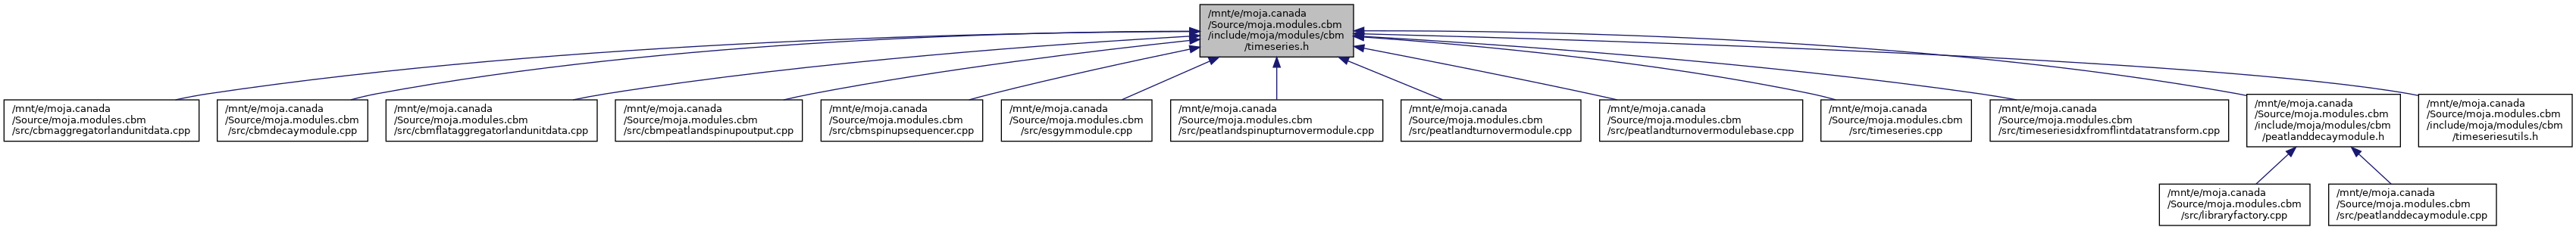 /mnt/e/moja.canada
/Source/moja.modules.cbm
/include/moja/modules/cbm
/timeseries.h
/mnt/e/moja.canada
/Source/moja.modules.cbm
/src/cbmaggregatorlandunitdata.cpp
/mnt/e/moja.canada
/Source/moja.modules.cbm
/src/cbmdecaymodule.cpp
/mnt/e/moja.canada
/Source/moja.modules.cbm
/src/cbmflataggregatorlandunitdata.cpp
/mnt/e/moja.canada
/Source/moja.modules.cbm
/src/cbmpeatlandspinupoutput.cpp
/mnt/e/moja.canada
/Source/moja.modules.cbm
/src/cbmspinupsequencer.cpp
/mnt/e/moja.canada
/Source/moja.modules.cbm
/src/esgymmodule.cpp
/mnt/e/moja.canada
/Source/moja.modules.cbm
/src/peatlandspinupturnovermodule.cpp
/mnt/e/moja.canada
/Source/moja.modules.cbm
/src/peatlandturnovermodule.cpp
/mnt/e/moja.canada
/Source/moja.modules.cbm
/src/peatlandturnovermodulebase.cpp
/mnt/e/moja.canada
/Source/moja.modules.cbm
/src/timeseries.cpp
/mnt/e/moja.canada
/Source/moja.modules.cbm
/src/timeseriesidxfromflintdatatransform.cpp
/mnt/e/moja.canada
/Source/moja.modules.cbm
/include/moja/modules/cbm
/peatlanddecaymodule.h
/mnt/e/moja.canada
/Source/moja.modules.cbm
/include/moja/modules/cbm
/timeseriesutils.h
/mnt/e/moja.canada
/Source/moja.modules.cbm
/src/libraryfactory.cpp
/mnt/e/moja.canada
/Source/moja.modules.cbm
/src/peatlanddecaymodule.cpp